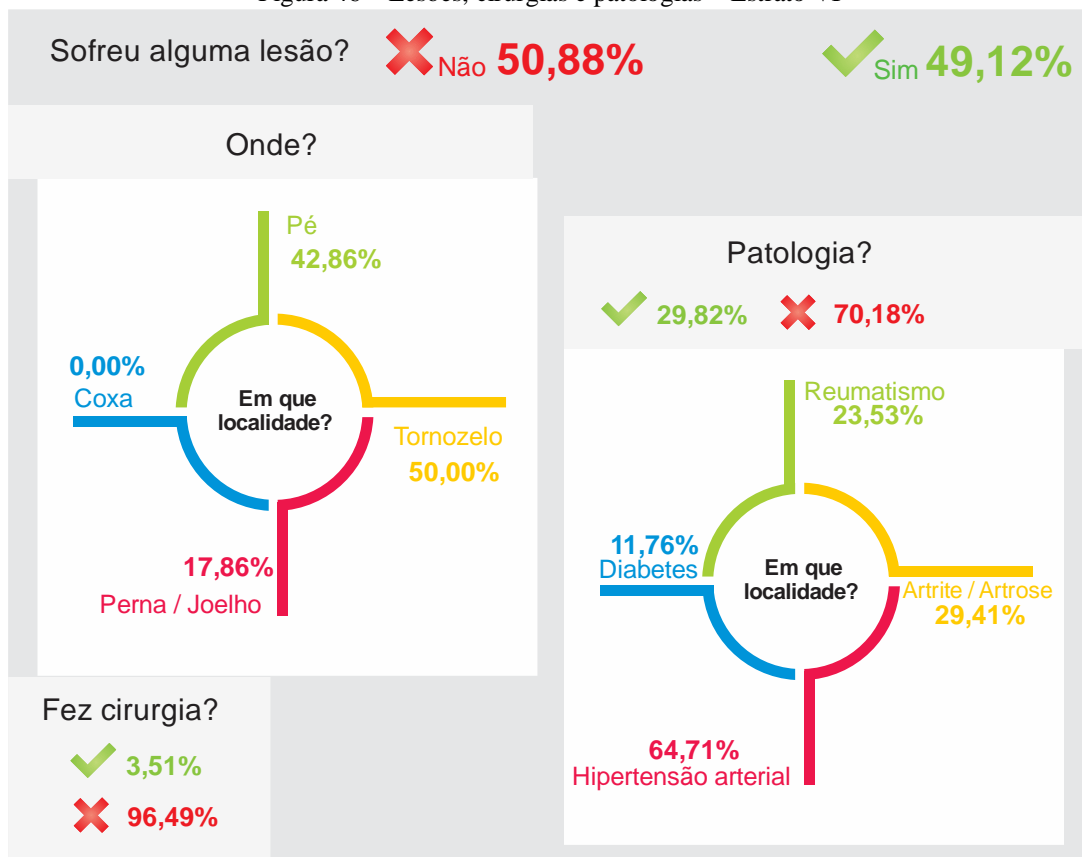 Sofreu alguma lesão?
Não 50,88%
Sim 49,12%
Onde?
Pé
42,86%
0,00%
Coxa
Em que
localidade?
Tornozelo
50,00%
17,86%
Perna / Joelho
Patologia?
29,82%
70,18%
Reumatismo
23,53%
11,76%
Diabetes
Em que
localidade?
Artrite / Artrose
29,41%
64,71%
Hipertensão arterial
Fez cirurgia?
3,51%
96,49%